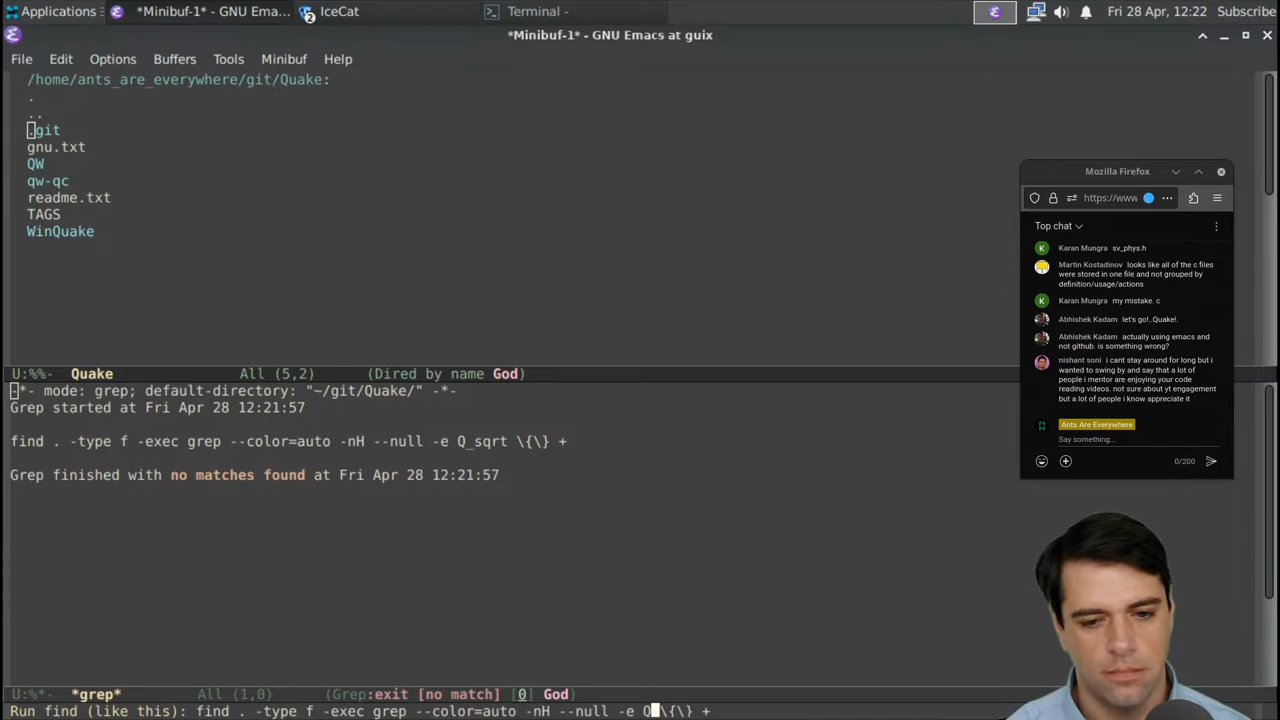 Applications
*Minibuf-1* - GNU Ema...
2
IceCat
Terminal -
Fri 28 Apr, 12:22
Subscribe
*Minibuf-1* - GNU Emacs at guix
File Edit Options Buffers Tools Minibuf Help
/home/ants_are_everywhere/git/Quake:
.
..
.git
gnu.txt
QW
qw-qc
readme.txt
TAGS
WinQuake
U:%%- Quake All (5,2) (Dired by name God)
-*- mode: grep; default-directory: "~/git/Quake/" -*-
Grep started at Fri Apr 28 12:21:57
find . -type f -exec grep --color=auto -nH --null -e Q_sqrt \{\} +
Grep finished with no matches found at Fri Apr 28 12:21:57
U:%*- *grep* All (1,0) (Grep:exit [no match] [0] God)
Run find (like this): find . -type f -exec grep --color=auto -nH --null -e Q \{\} +
Mozilla Firefox
https://www
Top chat
K Karan Mungra sv_phys.h
Martin Kostadinov looks like all of the c files
were stored in one file and not grouped by
definition/usage/actions
K Karan Mungra my mistake. c
Abhishek Kadam let's go!..Quake!.
Abhishek Kadam actually using emacs and
not github. is something wrong?
nishant soni i cant stay around for long but i
wanted to swing by and say that a lot of
people i mentor are enjoying your code
reading videos. not sure about yt engagement
but a lot of people i know appreciate it
Ants Are Everywhere
Say something...
0/200